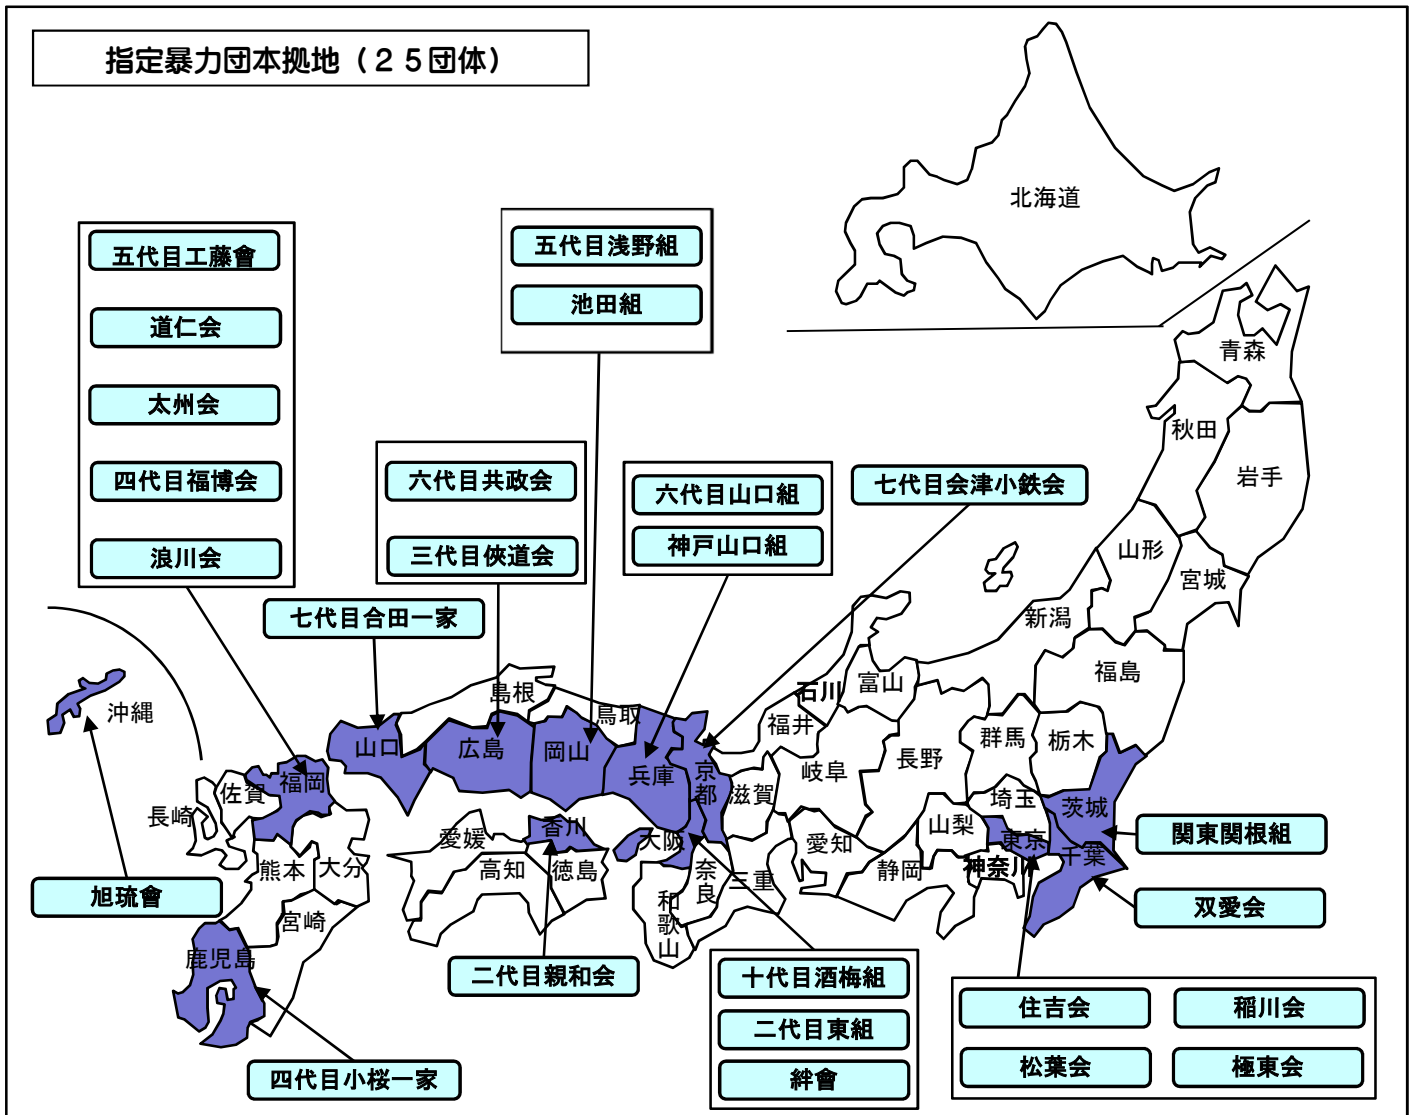 指定暴力団本拠地（２５団体）
北海道
五代目工藤會
道仁会
太州会
四代目福博会
浪川会
五代目浅野組
池田組
六代目共政会
三代目俠道会
六代目山口組
神戸山口組
七代目会津小鉄会
七代目合田一家
青森
秋田
岩手
山形
宮城
新潟
福島
石川
富山
福井
群馬
栃木
長野
岐阜
埼玉
茨城
山梨
東京
千葉
神奈川
静岡
愛知
滋賀
三重
京都
大阪
奈良
和歌山
兵庫
鳥取
島根
岡山
広島
山口
香川
愛媛
高知
徳島
福岡
佐賀
長崎
熊本
大分
宮崎
鹿児島
沖縄
関東関根組
双愛会
旭琉會
二代目親和会
四代目小桜一家
十代目酒梅組
二代目東組
絆會
住吉会
稲川会
松葉会
極東会